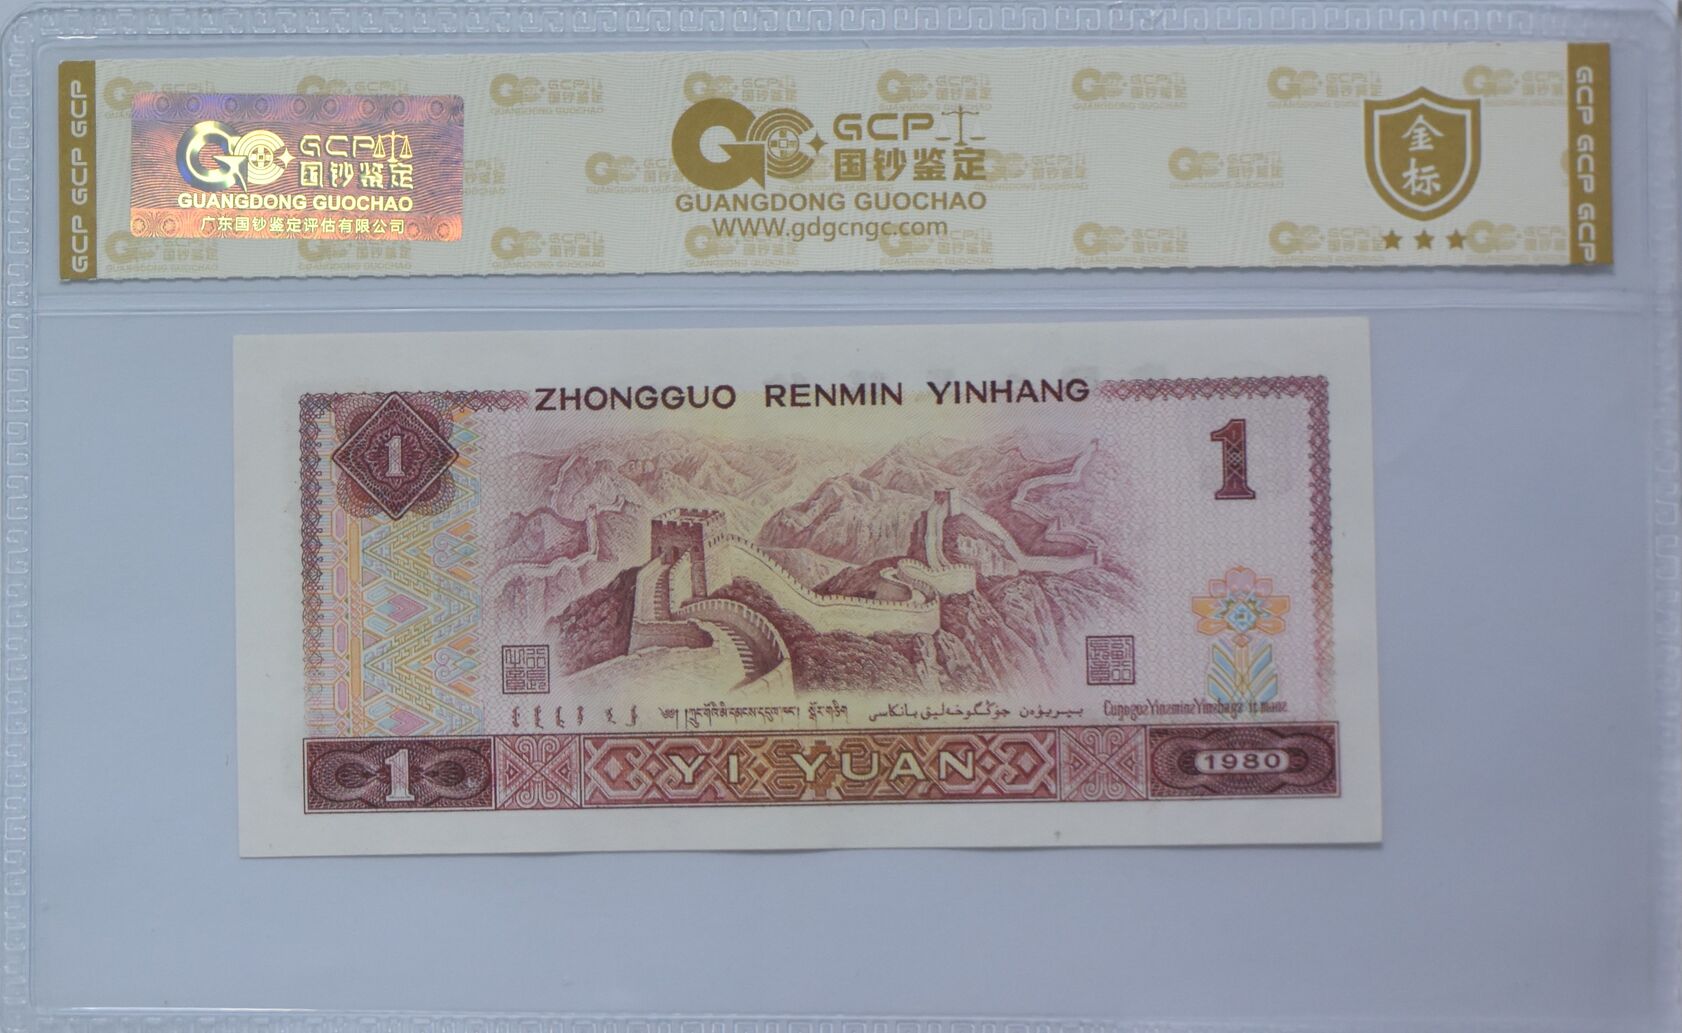 GCP GCP GCP
GCP
国钞鉴定
GUANGDONG GUOCHAO
广东国钞鉴定评估有限公司
GCP
国钞鉴定
GUANGDONG GUOCHAO
www.gdgcngc.com
金标
GCP GCP GCP
ZHONGGUO RENMIN YINHANG
1
1
1
YI YUAN
1980